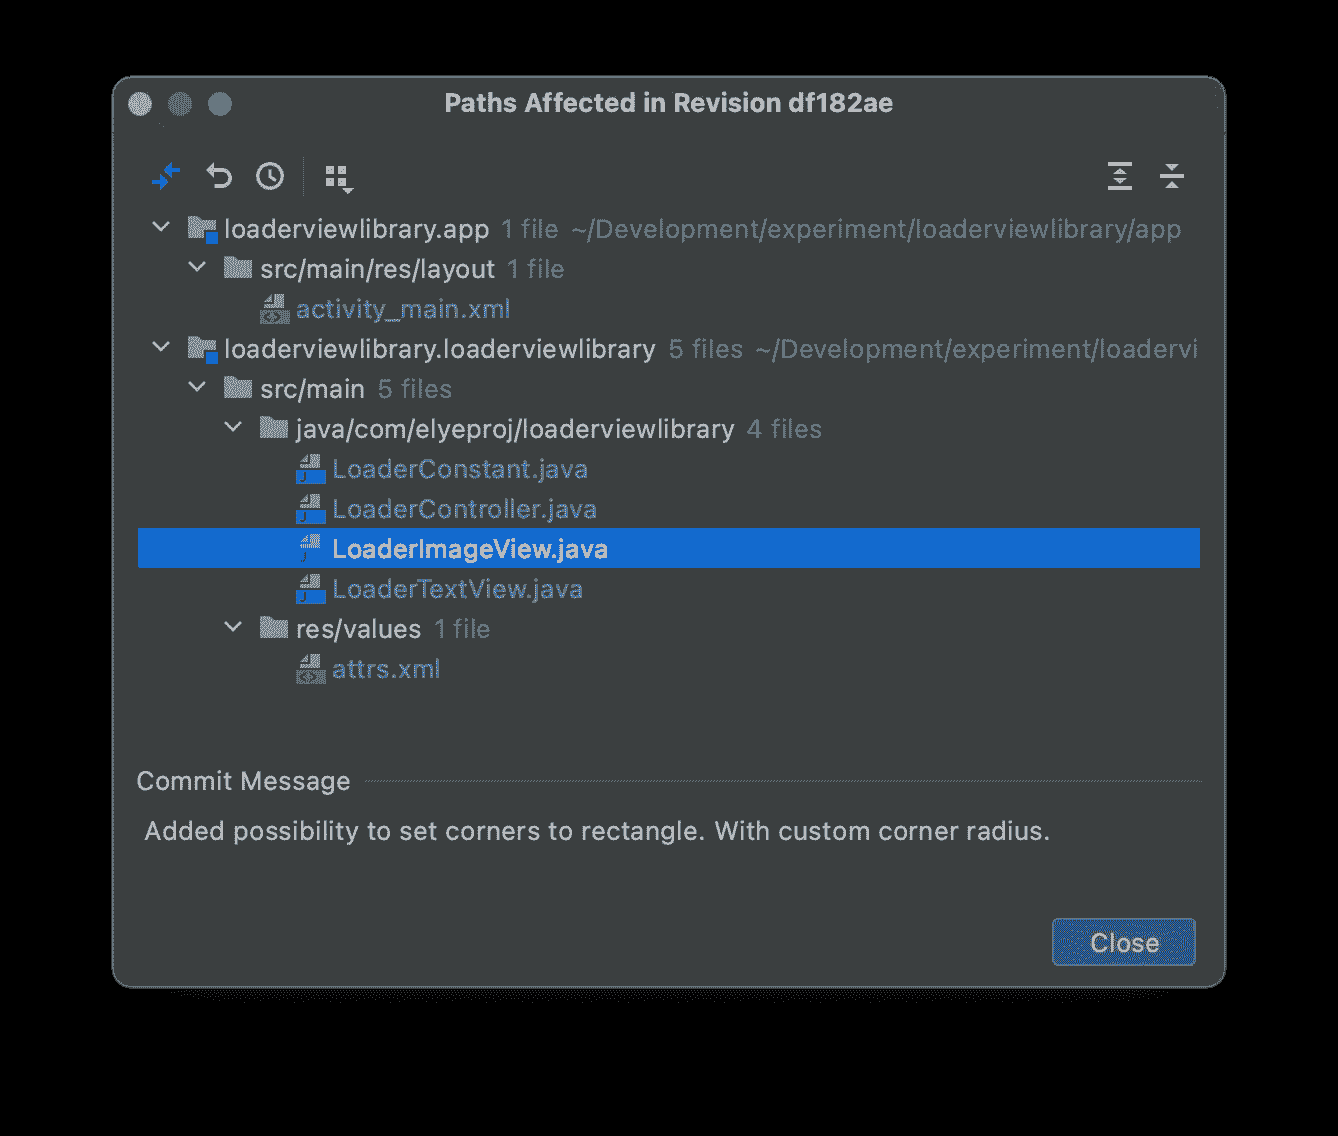 Paths Affected in Revision df182ae
loaderviewlibrary.app 1 file ~/Development/experiment/loaderviewlibrary/app
src/main/res/layout 1 file
activity_main.xml
loaderviewlibrary.loaderviewlibrary 5 files ~/Development/experiment/loadervi
src/main 5 files
java/com/elyeproj/loaderviewlibrary 4 files
LoaderConstant.java
LoaderController.java
LoaderImageView.java
LoaderTextView.java
res/values 1 file
attrs.xml
Commit Message
Added possibility to set corners to rectangle. With custom corner radius.
Close